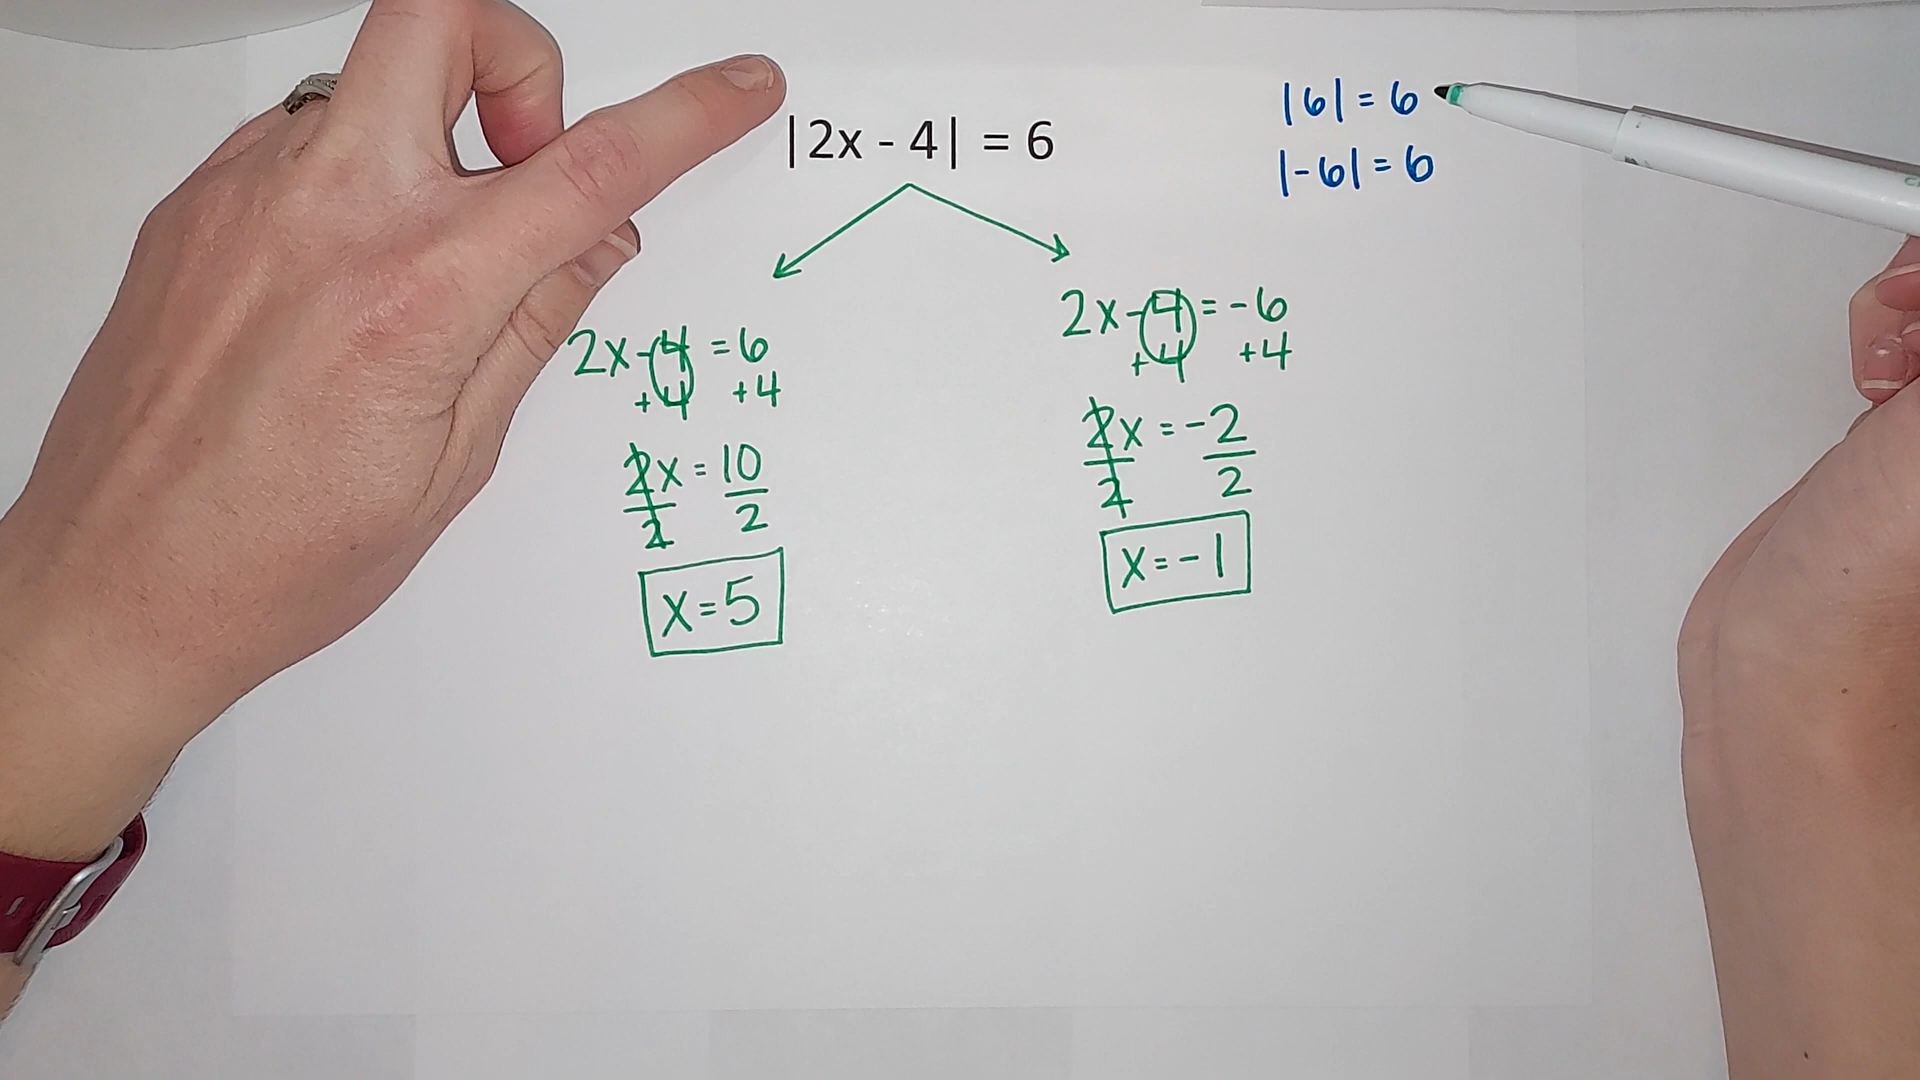 |2x - 4| = 6
|6| = 6
|-6| = 6
2x-4 = 6
+4 +4
2x = 10
2 2
x = 5
2x-4 = -6
+4 +4
2x = -2
2 2
x = -1